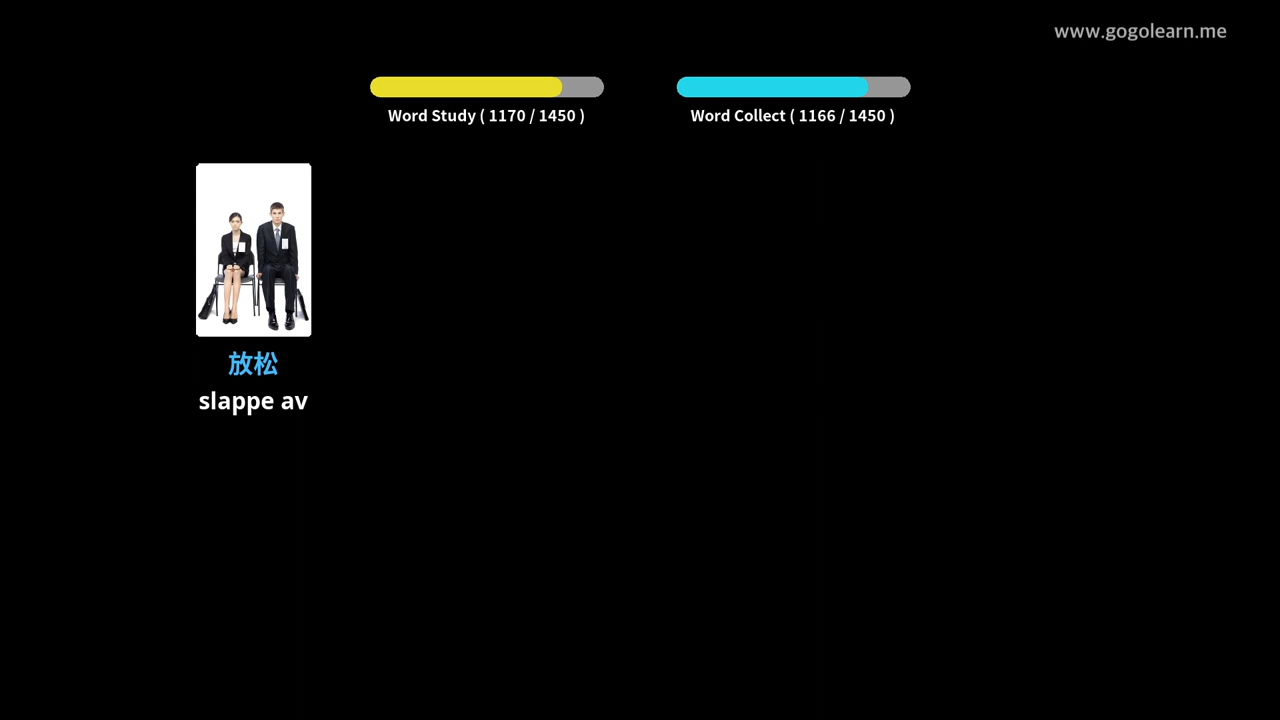 www.gogolearn.me
Word Study ( 1170 / 1450 )
Word Collect ( 1166 / 1450 )
放松
slappe av